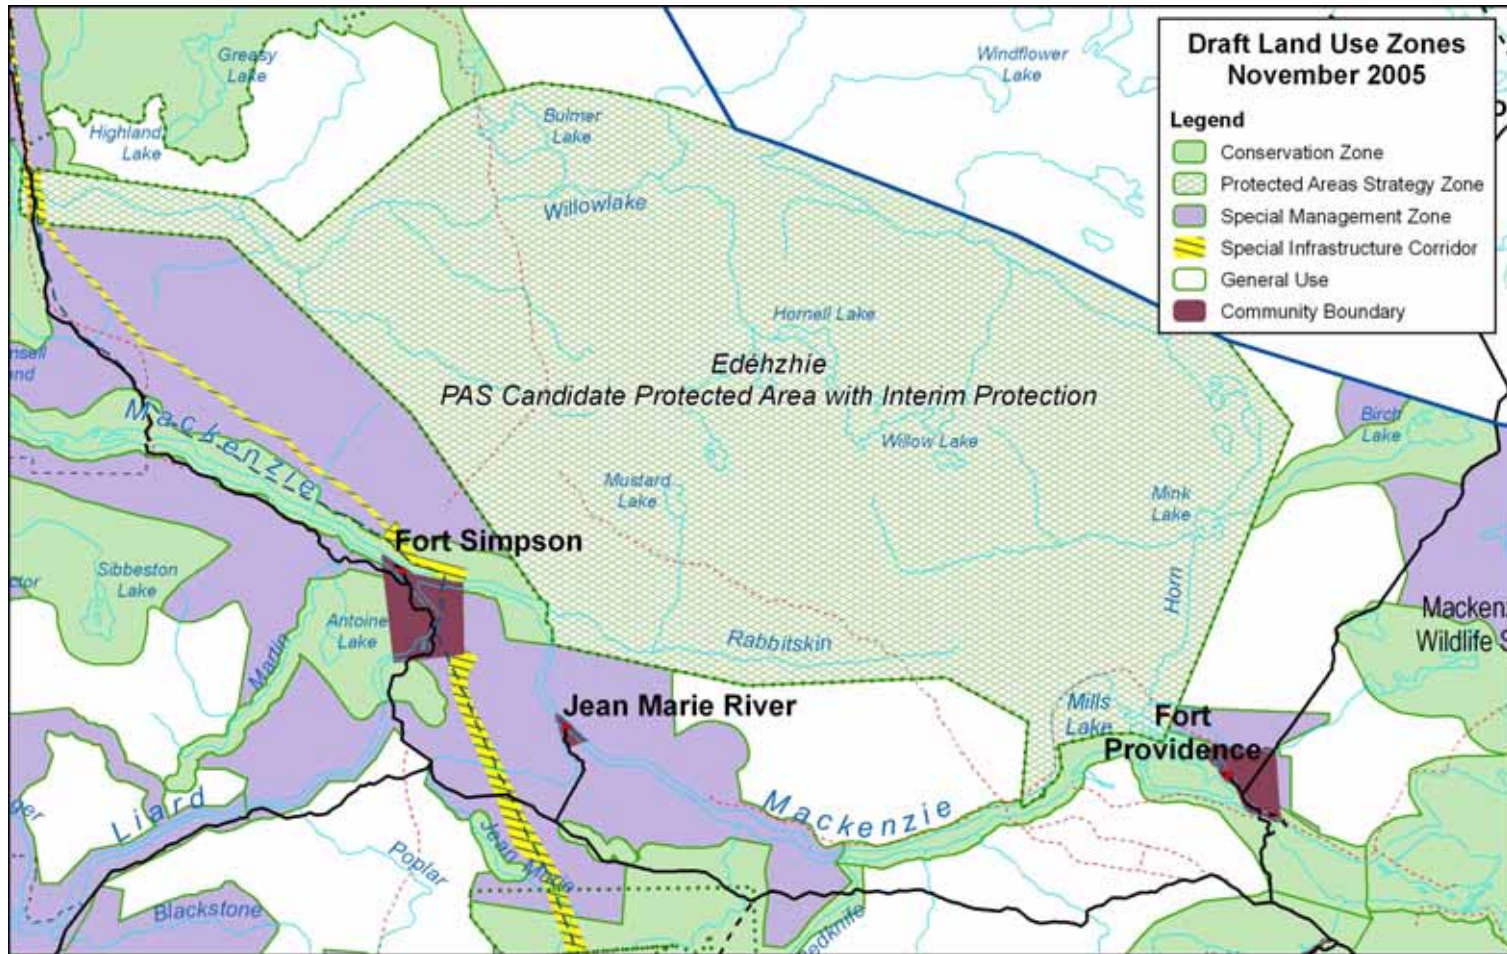 Draft Land Use Zones
November 2005
Legend
Conservation Zone
Protected Areas Strategy Zone
Special Management Zone
Special Infrastructure Corridor
General Use
Community Boundary
Greasy
Lake
Windflower
Lake
Highland
Lake
Bulmer
Lake
Willowlake
Hornell Lake
Edéhzhíe
PAS Candidate Protected Area with Interim Protection
Mackenzie
Birch
Lake
Willow Lake
Mustard
Lake
Mink
Lake
Fort Simpson
Sibbeston
Lake
Antoine
Lake
Martin
Horn
Rabbitskin
Wildlife
Jean Marie River
Mills
Lake
Fort
Providence
Liard
Mackenzie
Jean Marie
Poplar
Blackstone